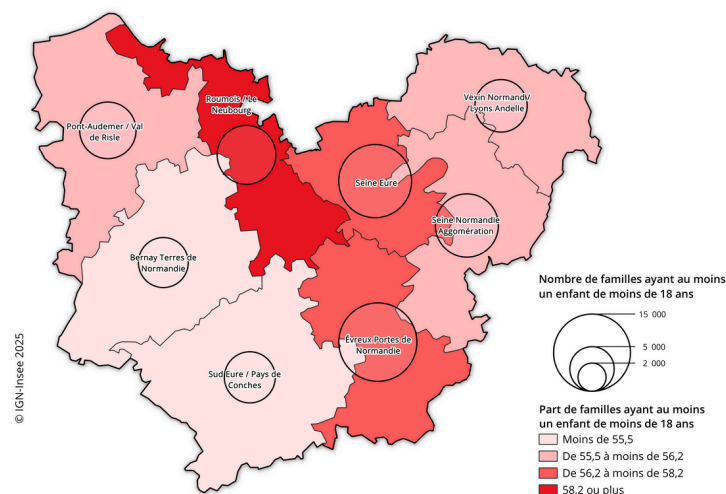 Roumois / Le
Neubourg
Vexin Normand/
Lyons Andelle
Pont-Audemer / Val
de Risle
Seine Eure
Seine Normandie
Agglomération
Bernay Terres de
Normandie
Évreux Portes de
Normandie
Sud Eure / Pays de
Conches
© IGN-Insee 2025
Nombre de familles ayant au moins
un enfant de moins de 18 ans
15 000
5 000
2 000
Part de familles ayant au moins
un enfant de moins de 18 ans
Moins de 55,5
De 55,5 à moins de 56,2
De 56,2 à moins de 58,2
58,2 ou plus